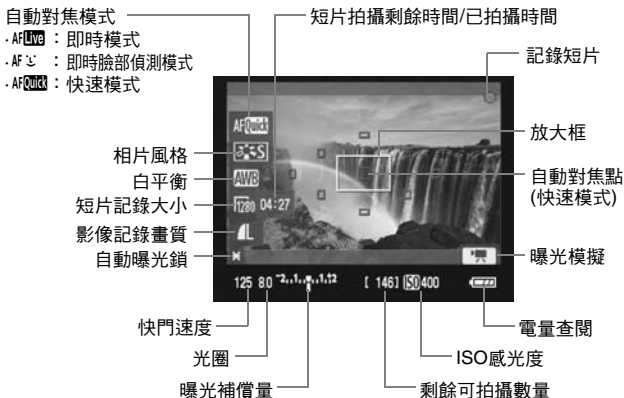 自動對焦模式
·AF Live：即時模式
·AF ：即時臉部偵測模式
·AF Quick：快速模式
短片拍攝剩餘時間/已拍攝時間
記錄短片
放大框
自動對焦點
(快速模式)
曝光模擬
相片風格
白平衡
短片記錄大小
影像記錄畫質
自動曝光鎖
AF Quick
S
AWB
1280 04:27
L
125 8.0 -2..1..▼..1.+2 [ 146] ISO 400
快門速度
光圈
曝光補償量
電量查閱
ISO感光度
剩餘可拍攝數量